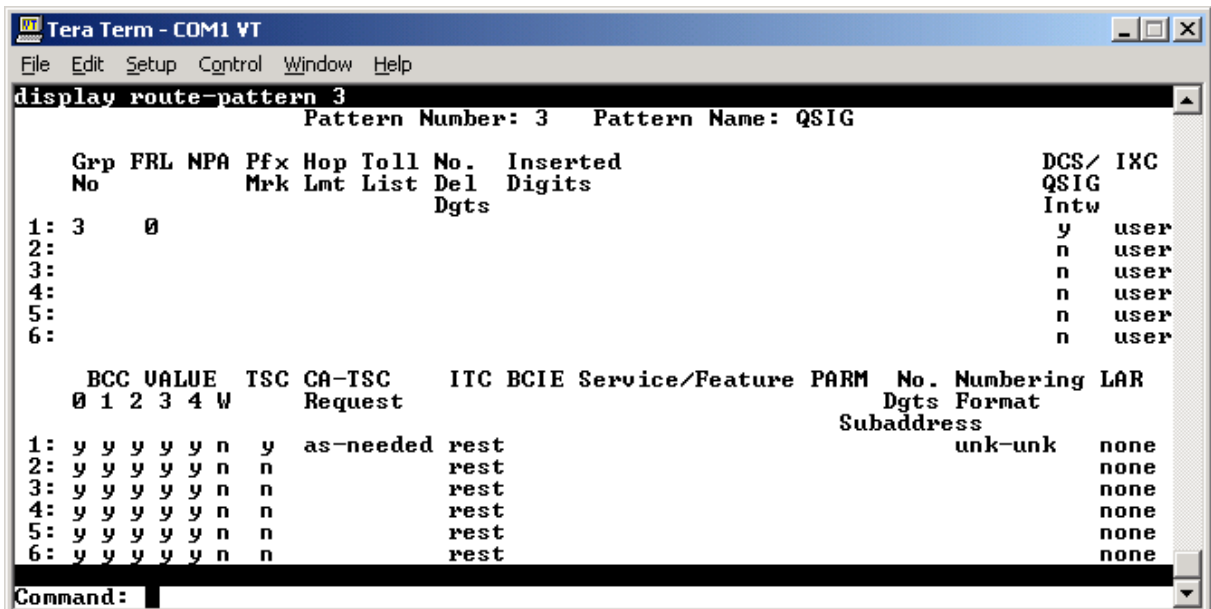 Tera Term - COM1 VT
File Edit Setup Control Window Help
display route-pattern 3
Pattern Number: 3 Pattern Name: QSIG
Grp FRL NPA Pfx Hop Toll No. Inserted DCS/ IXC
No Mrk Lmt List Del Digits QSIG
Dgts Intw
1: 3 0 y user
2: n user
3: n user
4: n user
5: n user
6: n user
BCC VALUE TSC CA-TSC ITC BCIE Service/Feature PARM No. Numbering LAR
0 1 2 3 4 W Request Dgts Format
Subaddress
1: y y y y y n y as-needed rest unk-unk none
2: y y y y y n n rest none
3: y y y y y n n rest none
4: y y y y y n n rest none
5: y y y y y n n rest none
6: y y y y y n n rest none
Command: